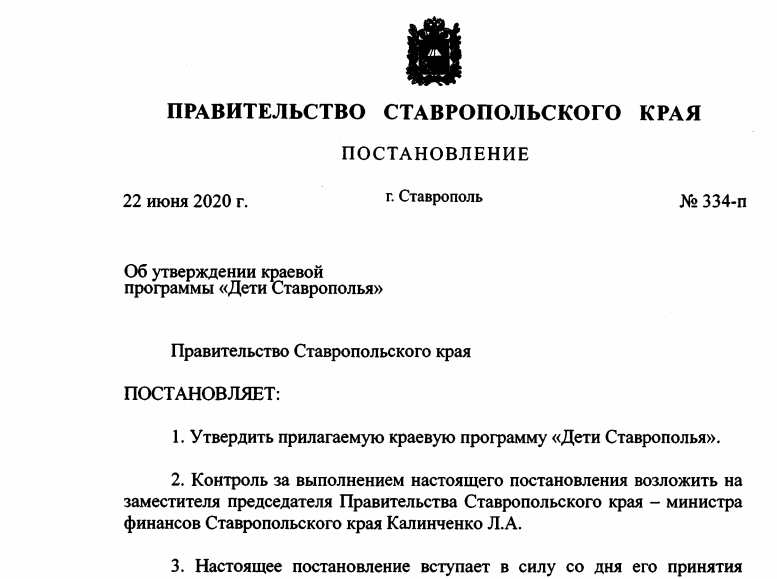 ПРАВИТЕЛЬСТВО СТАВРОПОЛЬСКОГО КРАЯ
ПОСТАНОВЛЕНИЕ
22 июня 2020 г. г. Ставрополь № 334-п
Об утверждении краевой
программы «Дети Ставрополья»
Правительство Ставропольского края
ПОСТАНОВЛЯЕТ:
1. Утвердить прилагаемую краевую программу «Дети Ставрополья».
2. Контроль за выполнением настоящего постановления возложить на
заместителя председателя Правительства Ставропольского края – министра
финансов Ставропольского края Калинченко Л.А.
3. Настоящее постановление вступает в силу со дня его принятия